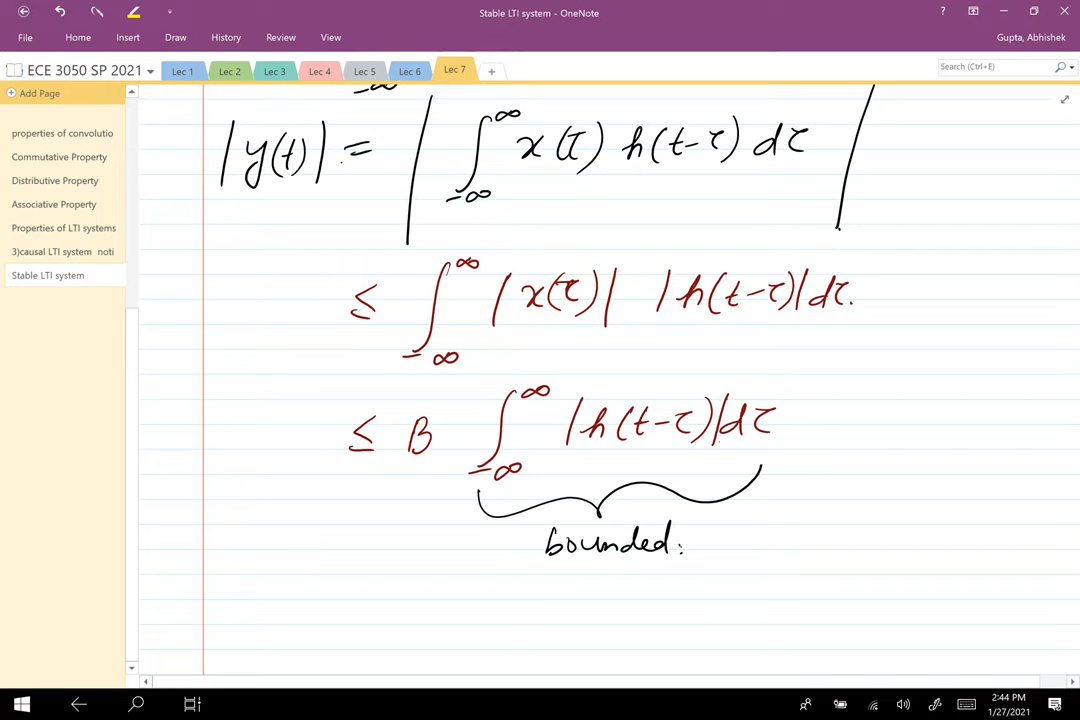 Stable LTI system - OneNote
Gupta, Abhishek
File Home Insert Draw History Review View
ECE 3050 SP 2021
Lec 1 Lec 2 Lec 3 Lec 4 Lec 5 Lec 6 Lec 7
Search (Ctrl+E)
Add Page
properties of convolutio
Commutative Property
Distributive Property
Associative Property
Properties of LTI systems
3)causal LTI system noti
Stable LTI system
-∞
|y(t)| = | ∫_{-∞}^{∞} x(τ) h(t-τ) dτ |
≤ ∫_{-∞}^{∞} |x(τ)| |h(t-τ)| dτ.
≤ B ∫_{-∞}^{∞} |h(t-τ)| dτ
bounded:
2:44 PM
1/27/2021